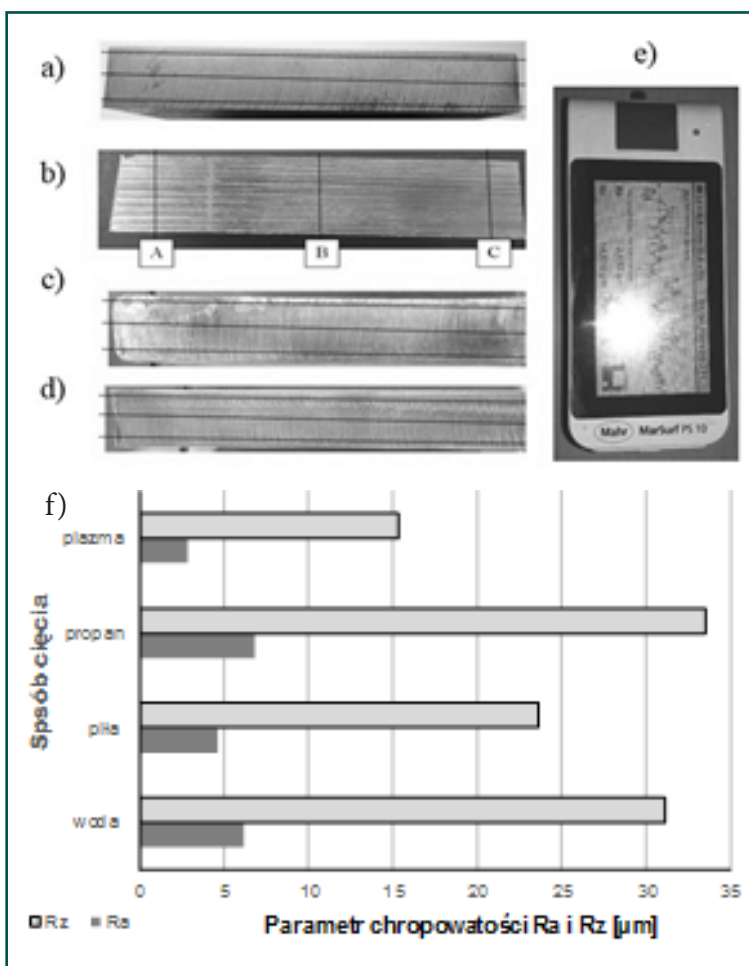 a)
e)
b)
A B C
c)
d)
Mahr MarSurf PS 10
f)
plazma
propan
piła
woda
Spsób cięcia
0 5 10 15 20 25 30 35
Rz Ra
Parametr chropowatości Ra i Rz [µm]